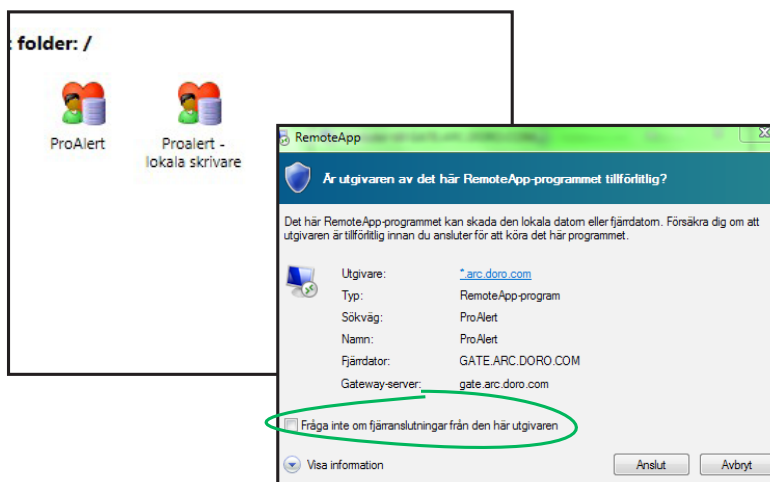 folder: /
ProAlert
Proalert -
lokala skrivare
RemoteApp
Är utgivaren av det här RemoteApp-programmet tillförlitlig?
Det här RemoteApp-programmet kan skada den lokala datorn eller fjärrdatorn. Försäkra dig om att
utgivaren är tillförlitlig innan du ansluter för att köra det här programmet.
Utgivare: *.arc.doro.com
Typ: RemoteApp-program
Sökväg: ProAlert
Namn: ProAlert
Fjärrdator: GATE.ARC.DORO.COM
Gateway-server: gate.arc.doro.com
Fråga inte om fjärranslutningar från den här utgivaren
Visa information
Anslut
Avbryt